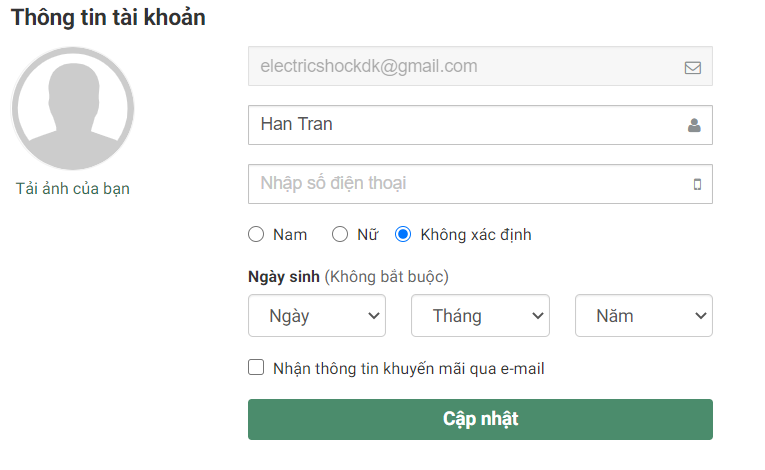 Thông tin tài khoản
electricshockdk@gmail.com
Han Tran
Tải ảnh của bạn
Nhập số điện thoại
Nam Nữ Không xác định
Ngày sinh (Không bắt buộc)
Ngày Tháng Năm
Nhận thông tin khuyến mãi qua e-mail
Cập nhật